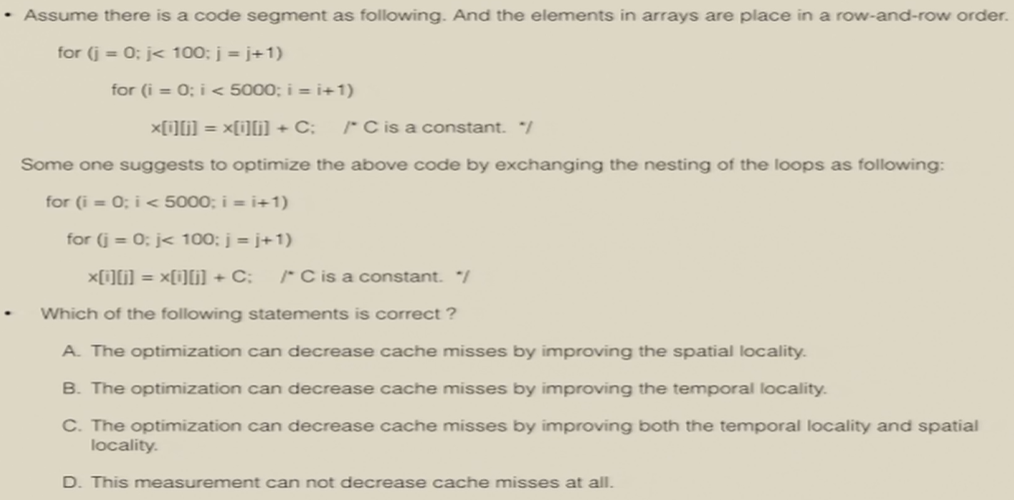 • Assume there is a code segment as following. And the elements in arrays are place in a row-and-row order.
for (j = 0; j< 100; j = j+1)
for (i = 0; i < 5000; i = i+1)
x[i][j] = x[i][j] + C; /* C is a constant. */
Some one suggests to optimize the above code by exchanging the nesting of the loops as following:
for (i = 0; i < 5000; i = i+1)
for (j = 0; j< 100; j = j+1)
x[i][j] = x[i][j] + C; /* C is a constant. */
• Which of the following statements is correct ?
A. The optimization can decrease cache misses by improving the spatial locality.
B. The optimization can decrease cache misses by improving the temporal locality.
C. The optimization can decrease cache misses by improving both the temporal locality and spatial
locality.
D. This measurement can not decrease cache misses at all.